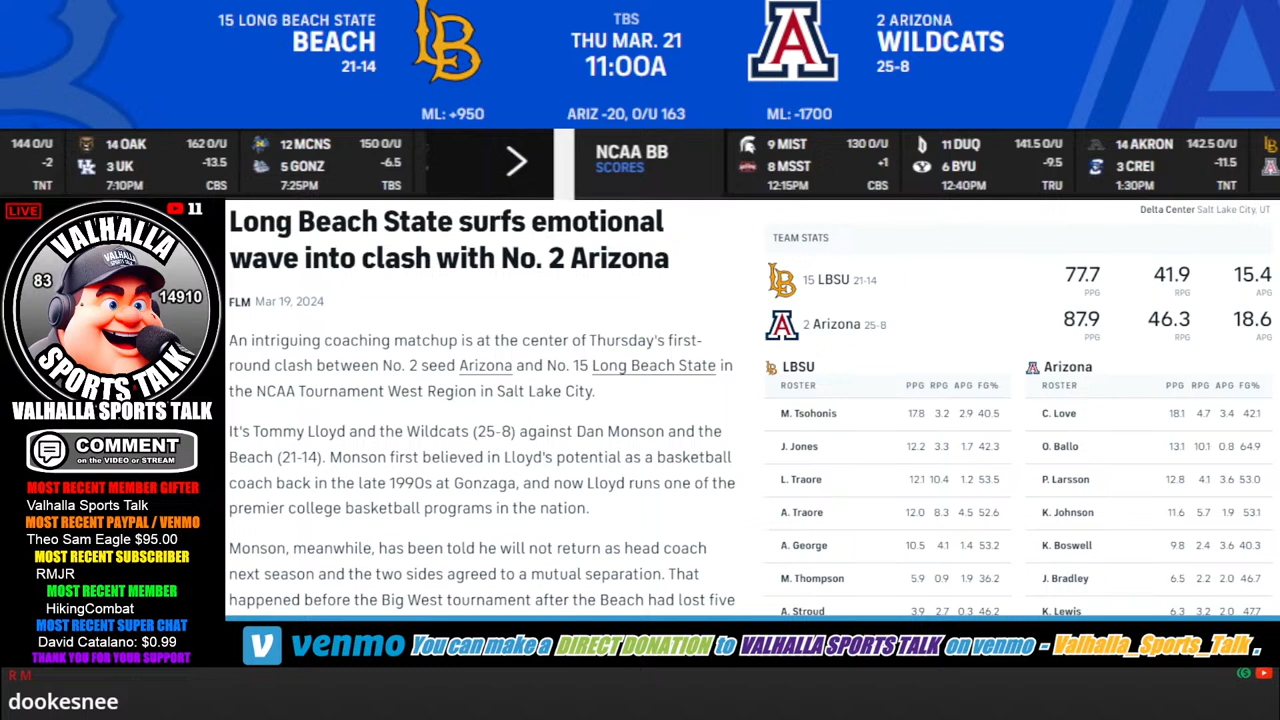 15 LONG BEACH STATE
BEACH
21-14
LB
ML: +950
TBS
THU MAR. 21
11:00A
ARIZ -20, O/U 163
A
2 ARIZONA
WILDCATS
25-8
ML: -1700
144 O/U
-2
TNT
14 OAK 162 O/U
3 UK -13.5
7:10PM CBS
12 MCNS 150 O/U
5 GONZ -6.5
7:25PM TBS
NCAA BB
SCORES
9 MIST 130 O/U
8 MSST +1
12:15PM CBS
11 DUQ 141.5 O/U
6 BYU -9.5
12:40PM TRU
14 AKRON 142.5 O/U
3 CREI -11.5
1:30PM TNT
LIVE
11
VALHALLA
VALHALLA
SPORTS TALK
83
14910
SPORTS TALK
VALHALLA SPORTS TALK
COMMENT
on the VIDEO or STREAM
MOST RECENT MEMBER GIFTER
Valhalla Sports Talk
MOST RECENT PAYPAL / VENMO
Theo Sam Eagle $95.00
MOST RECENT SUBSCRIBER
RMJR
MOST RECENT MEMBER
HikingCombat
MOST RECENT SUPER CHAT
David Catalano: $0.99
THANK YOU FOR YOUR SUPPORT
Long Beach State surfs emotional
wave into clash with No. 2 Arizona
FLM Mar 19, 2024
An intriguing coaching matchup is at the center of Thursday's first-
round clash between No. 2 seed Arizona and No. 15 Long Beach State in
the NCAA Tournament West Region in Salt Lake City.
It's Tommy Lloyd and the Wildcats (25-8) against Dan Monson and the
Beach (21-14). Monson first believed in Lloyd's potential as a basketball
coach back in the late 1990s at Gonzaga, and now Lloyd runs one of the
premier college basketball programs in the nation.
Monson, meanwhile, has been told he will not return as head coach
next season and the two sides agreed to a mutual separation. That
happened before the Big West tournament after the Beach had lost five
Delta Center Salt Lake City, UT
TEAM STATS
15 LBSU 21-14 77.7 41.9 15.4
PPG RPG APG
2 Arizona 25-8 87.9 46.3 18.6
PPG RPG APG
LBSU
ROSTER PPG RPG APG FG%
M. Tsohonis 17.8 3.2 2.9 40.5
J. Jones 12.2 3.3 1.7 42.3
L. Traore 12.1 10.4 1.2 53.5
A. Traore 12.0 8.3 4.5 52.6
A. George 10.5 4.1 1.4 53.2
M. Thompson 5.9 0.9 1.9 36.2
A. Stroud 3.9 2.7 0.3 46.2
Arizona
ROSTER PPG RPG APG FG%
C. Love 18.1 4.7 3.4 42.1
O. Ballo 13.1 10.1 0.8 64.9
P. Larsson 12.8 4.1 3.6 53.0
K. Johnson 11.6 5.7 1.9 53.1
K. Boswell 9.8 2.4 3.6 40.3
J. Bradley 6.5 2.2 2.0 46.7
K. Lewis 6.3 3.2 2.0 47.7
venmo You can make a DIRECT DONATION to VALHALLA SPORTS TALK on venmo - Valhalla_Sports_Talk .
R M
dookesnee